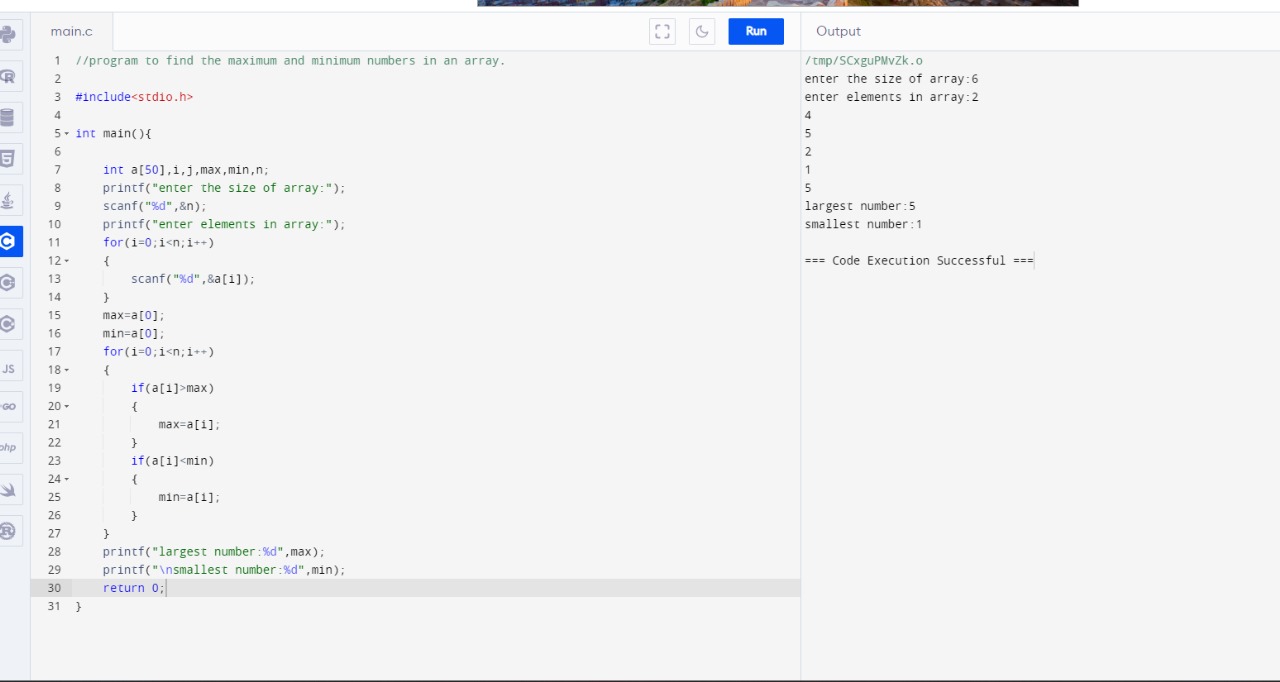 main.c
Run
Output
1 //program to find the maximum and minimum numbers in an array.
2
3 #include<stdio.h>
4
5 int main(){
6
7 int a[50],i,j,max,min,n;
8 printf("enter the size of array:");
9 scanf("%d",&n);
10 printf("enter elements in array:");
11 for(i=0;i<n;i++)
12 {
13 scanf("%d",&a[i]);
14 }
15 max=a[0];
16 min=a[0];
17 for(i=0;i<n;i++)
18 {
19 if(a[i]>max)
20 {
21 max=a[i];
22 }
23 if(a[i]<min)
24 {
25 min=a[i];
26 }
27 }
28 printf("largest number:%d",max);
29 printf("\nsmallest number:%d",min);
30 return 0;
31 }
/tmp/SCxguPMvZk.o
enter the size of array:6
enter elements in array:2
4
5
2
1
5
largest number:5
smallest number:1
=== Code Execution Successful ===
R
5
C
C
C
JS
GO
php
R